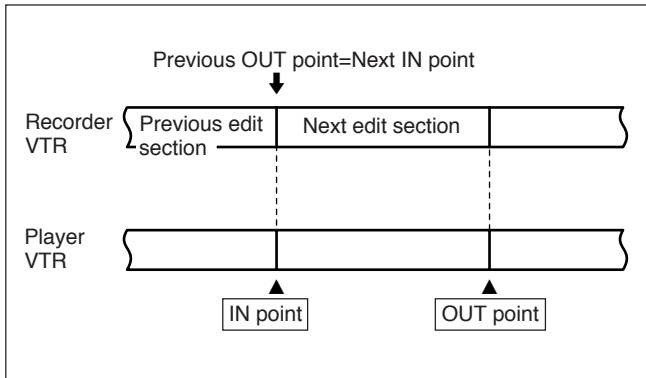 Previous OUT point=Next IN point
Recorder
VTR
Previous edit
section
Next edit section
Player
VTR
IN point
OUT point